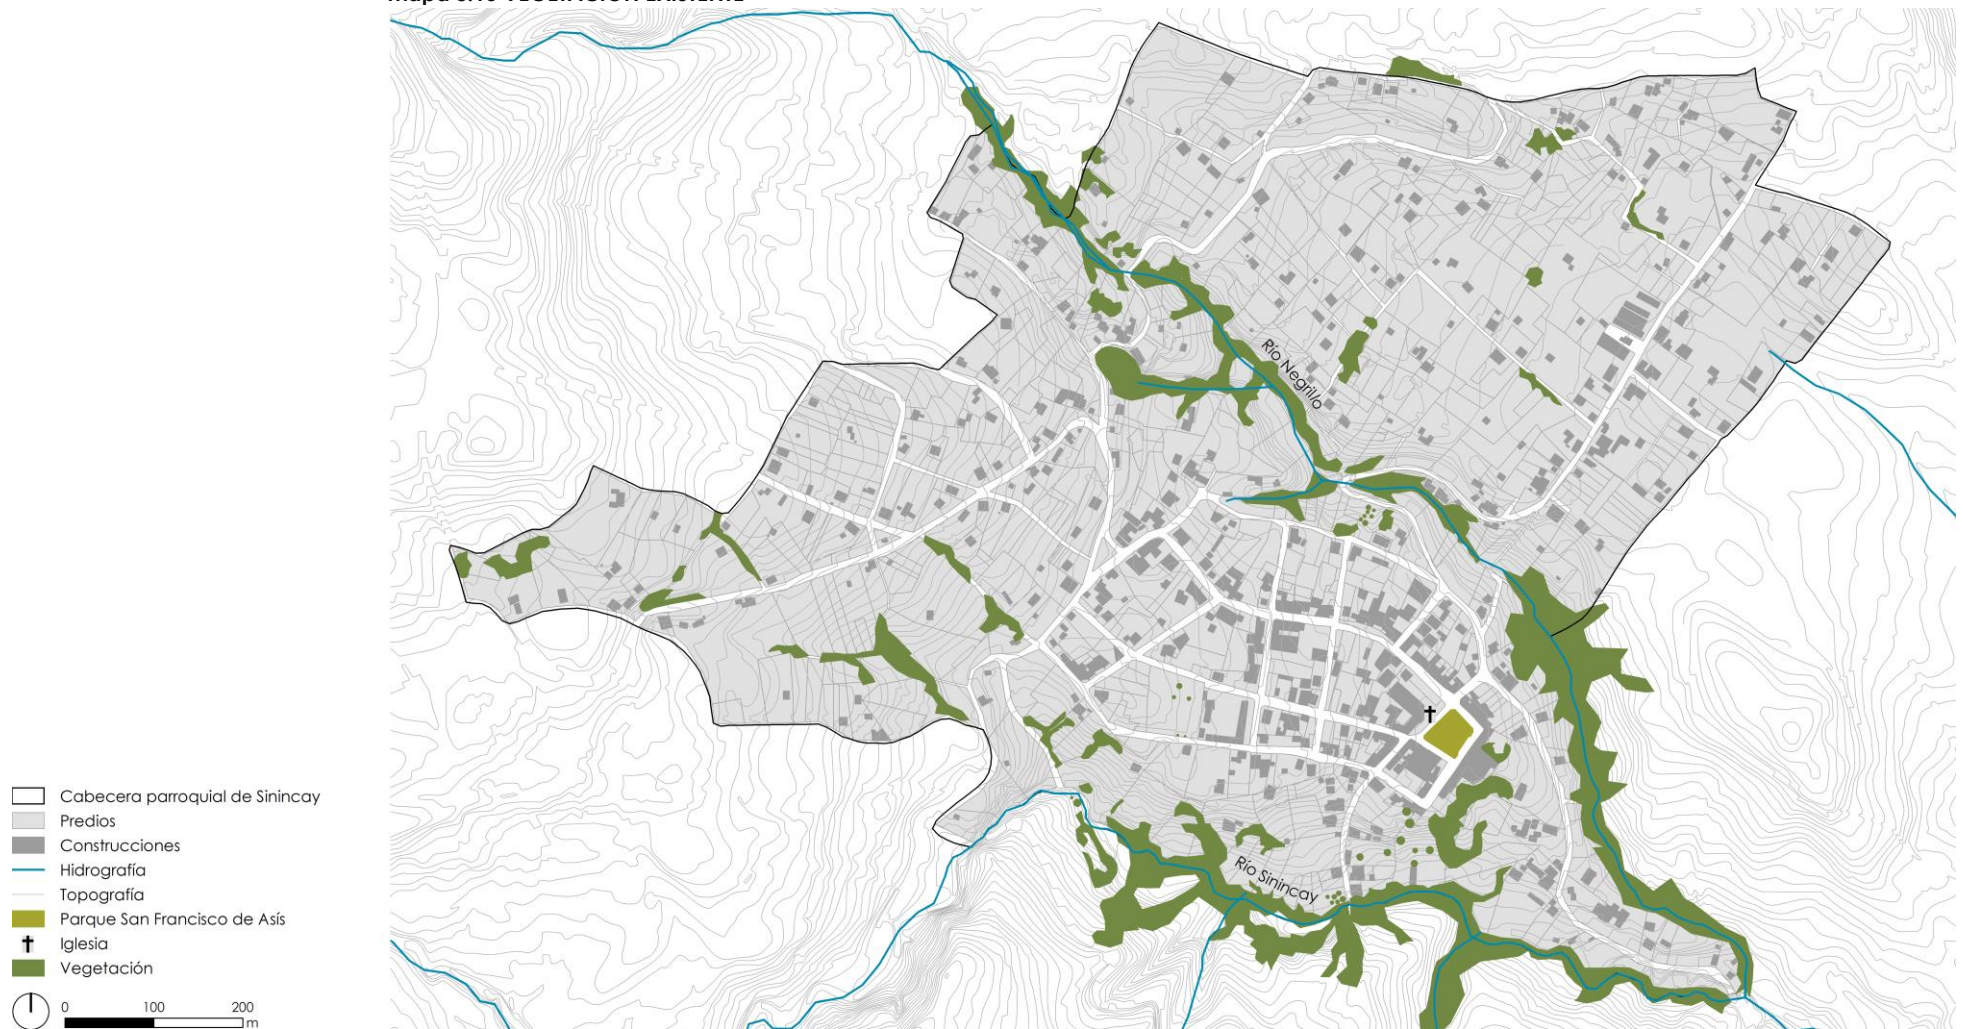 Río Negrillo
Río Sinincay
Cabecera parroquial de Sinincay
Predios
Construcciones
Hidrografía
Topografía
Parque San Francisco de Asís
Iglesia
Vegetación
0 100 200
m